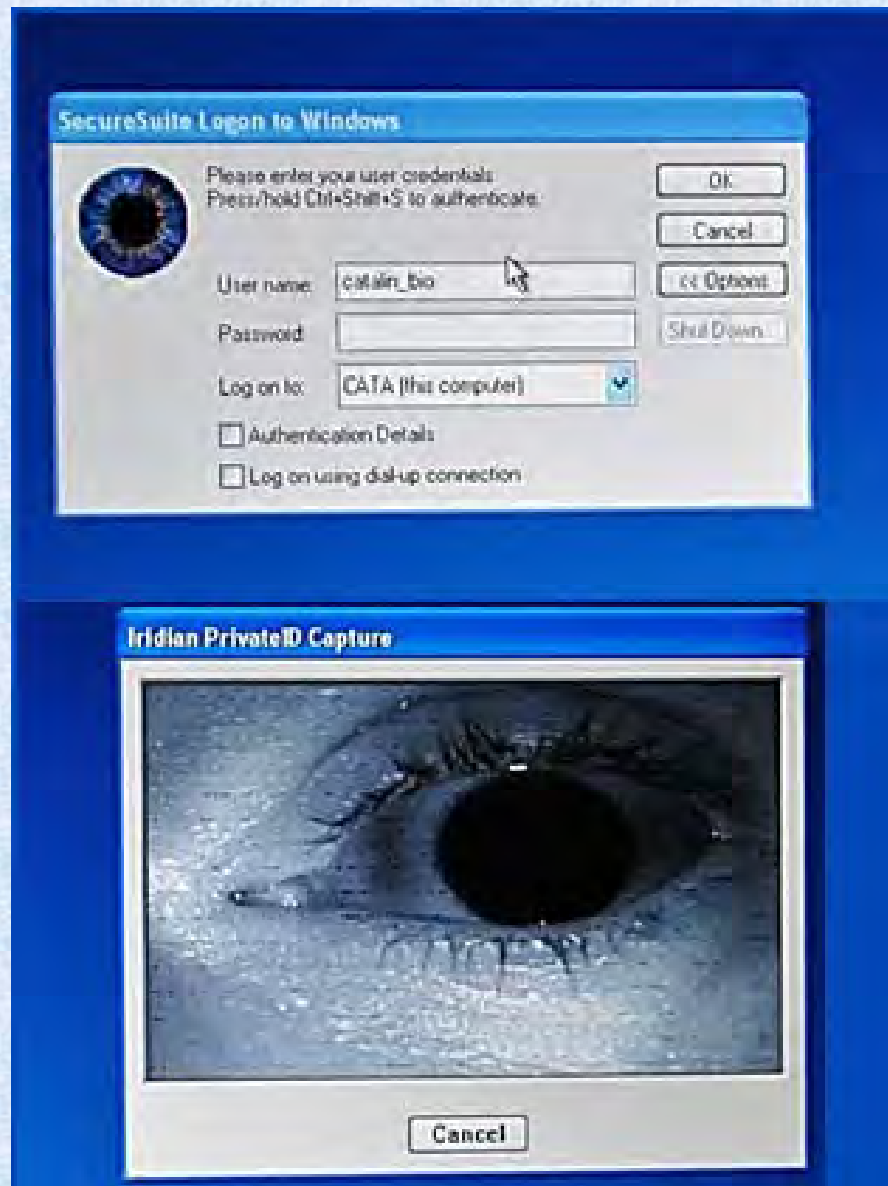 SecureSuite Logon to Windows
Please enter your user credentials
Press/hold Ctrl+Shift+S to authenticate.
OK
Cancel
User name: catalin_bio
<< Options
Password:
Shut Down...
Log on to: CATA (this computer)
Authentication Details
Log on using dial-up connection
Iridian PrivateID Capture
Cancel